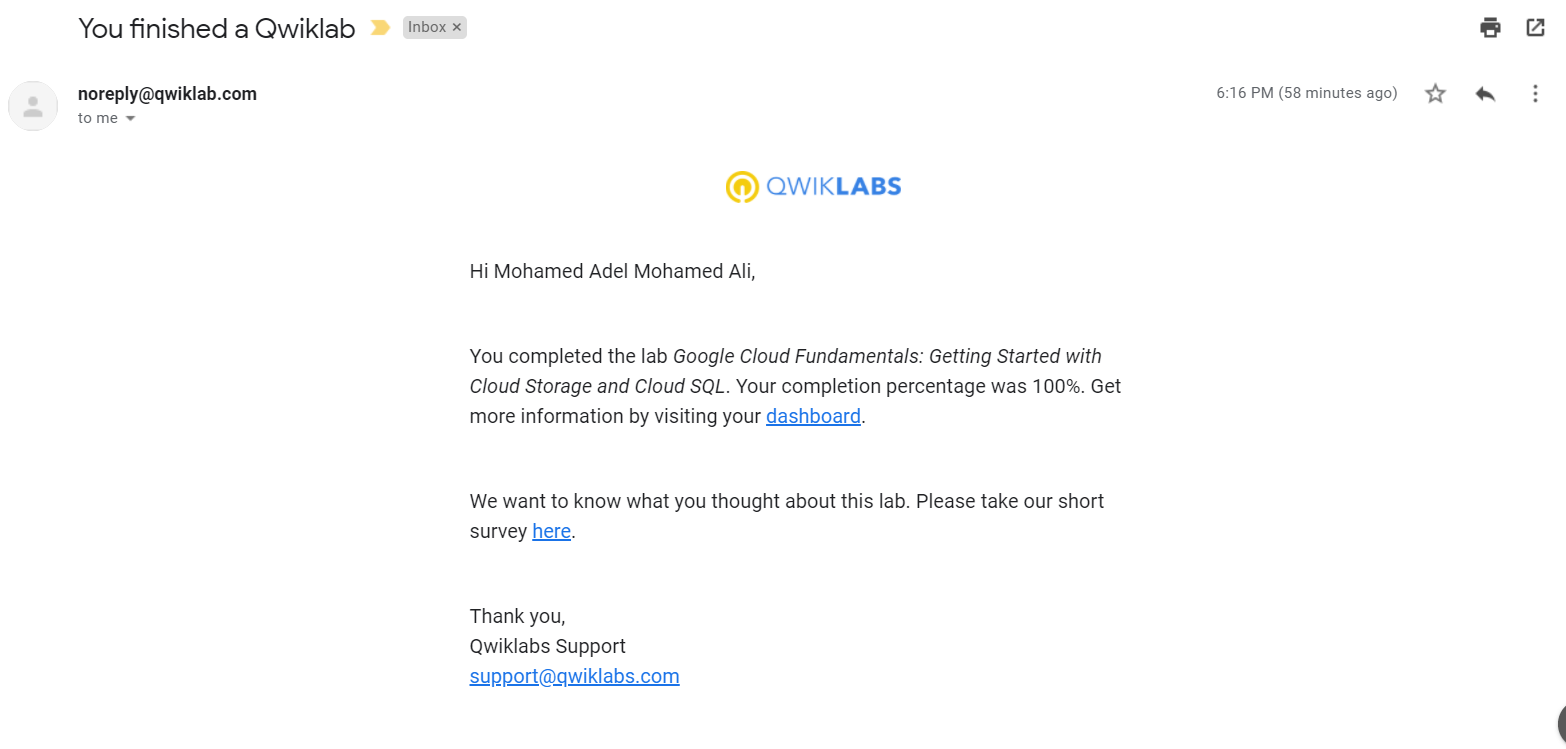 You finished a Qwiklab Inbox ×
noreply@qwiklab.com 6:16 PM (58 minutes ago)
to me
QWIKLABS
Hi Mohamed Adel Mohamed Ali,
You completed the lab Google Cloud Fundamentals: Getting Started with
Cloud Storage and Cloud SQL. Your completion percentage was 100%. Get
more information by visiting your dashboard.
We want to know what you thought about this lab. Please take our short
survey here.
Thank you,
Qwiklabs Support
support@qwiklabs.com